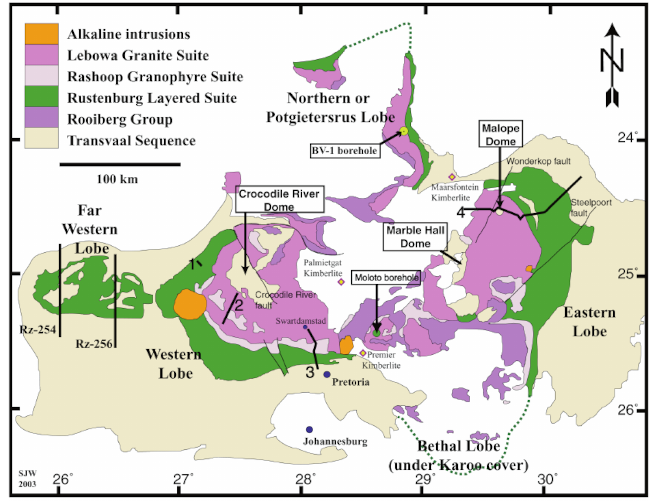 Alkaline intrusions
Lebowa Granite Suite
Rashoop Granophyre Suite
Rustenburg Layered Suite
Rooiberg Group
Transvaal Sequence
100 km
N
Northern or
Potgietersrus Lobe
BV-1 borehole
Malope
Dome
24°
Wonderkop fault
Maarsfontein
Kimberlite
Steelpoort
fault
4
Crocodile River
Dome
Marble Hall
Dome
Far
Western
Lobe
Palmietgat
Kimberlite
Moloto borehole
1
25°
Crocodile River
fault
2
Swartdamstad
Eastern
Lobe
Rz-254
Rz-256
Western
Lobe
3
Premier
Kimberlite
Pretoria
26°
Johannesburg
Bethal Lobe
(under Karoo cover)
SJW
2003
26°
27°
28°
29°
30°